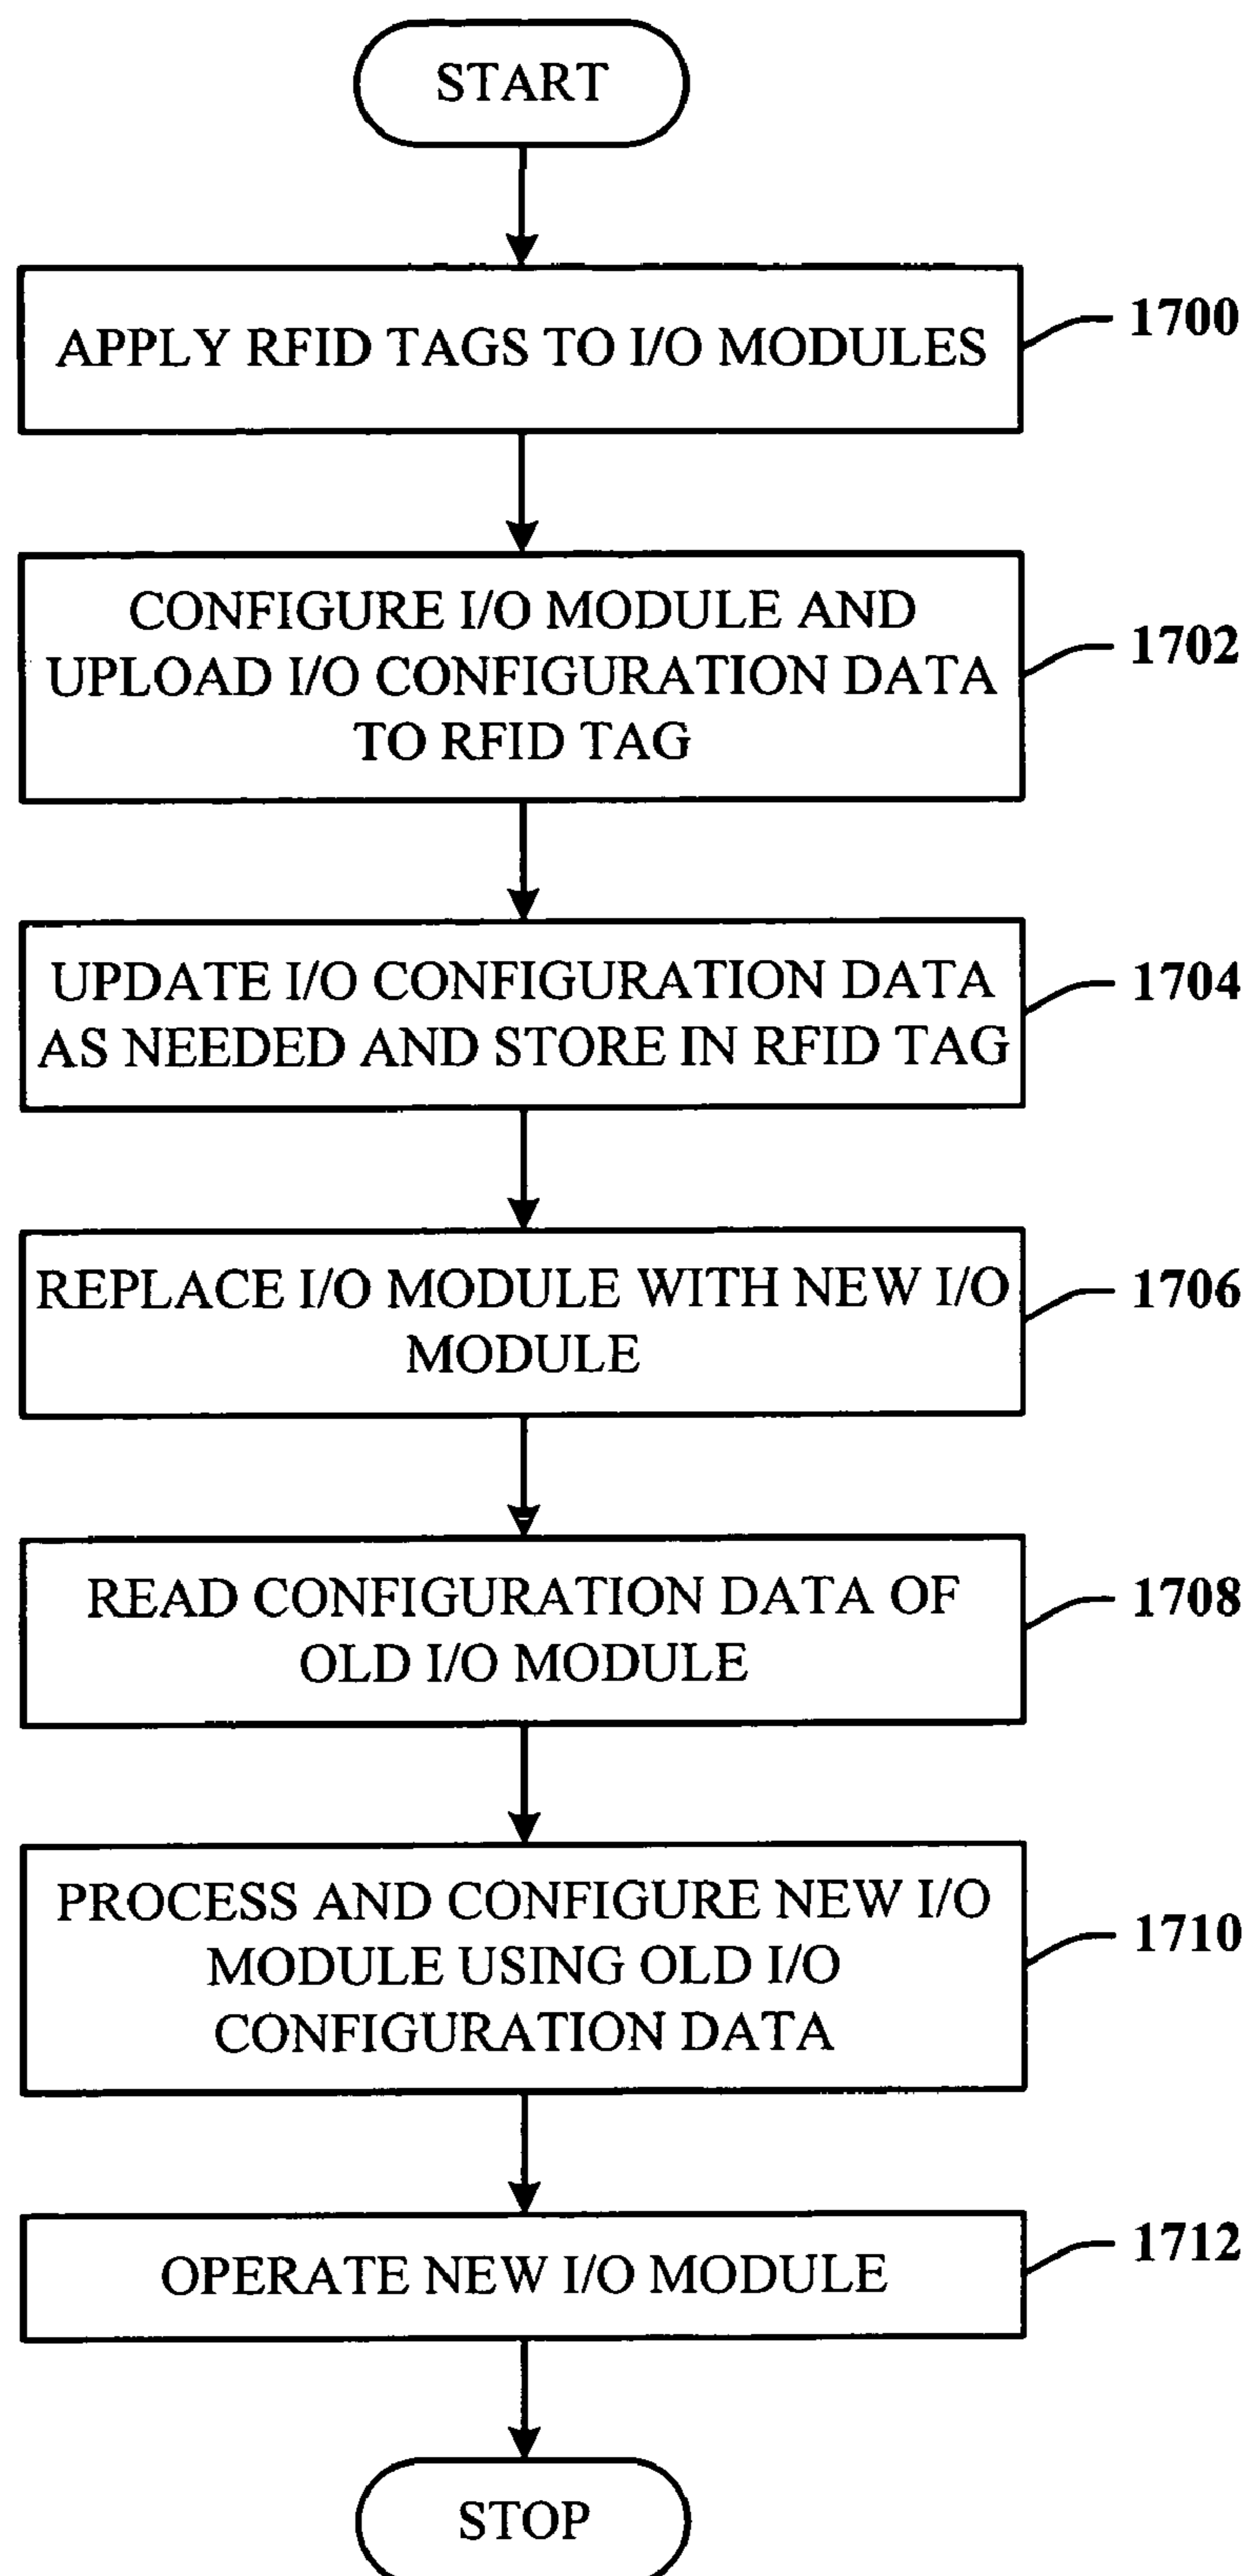 START
APPLY RFID TAGS TO I/O MODULES
1700
CONFIGURE I/O MODULE AND
UPLOAD I/O CONFIGURATION DATA
TO RFID TAG
1702
UPDATE I/O CONFIGURATION DATA
AS NEEDED AND STORE IN RFID TAG
1704
REPLACE I/O MODULE WITH NEW I/O
MODULE
1706
READ CONFIGURATION DATA OF
OLD I/O MODULE
1708
PROCESS AND CONFIGURE NEW I/O
MODULE USING OLD I/O
CONFIGURATION DATA
1710
OPERATE NEW I/O MODULE
1712
STOP